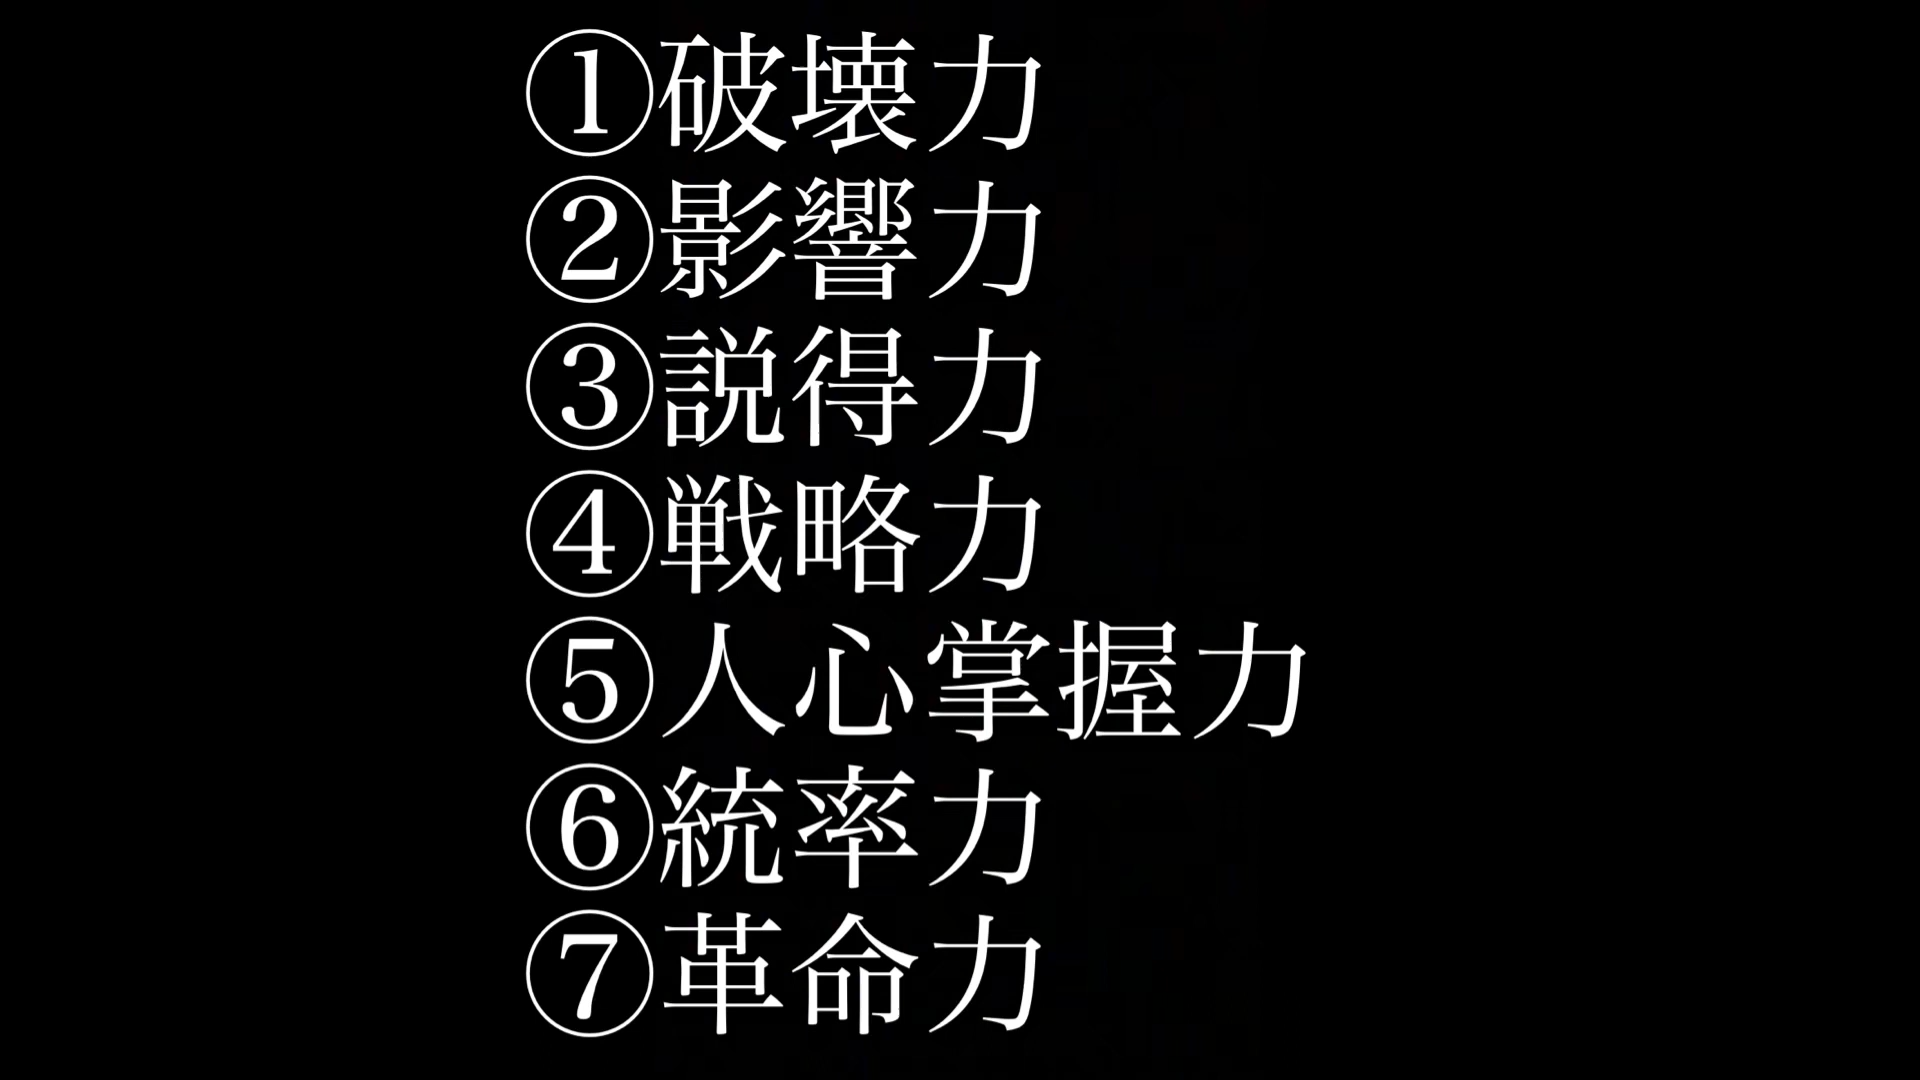 ①破壊力
②影響力
③説得力
④戦略力
⑤人心掌握力
⑥統率力
⑦革命力